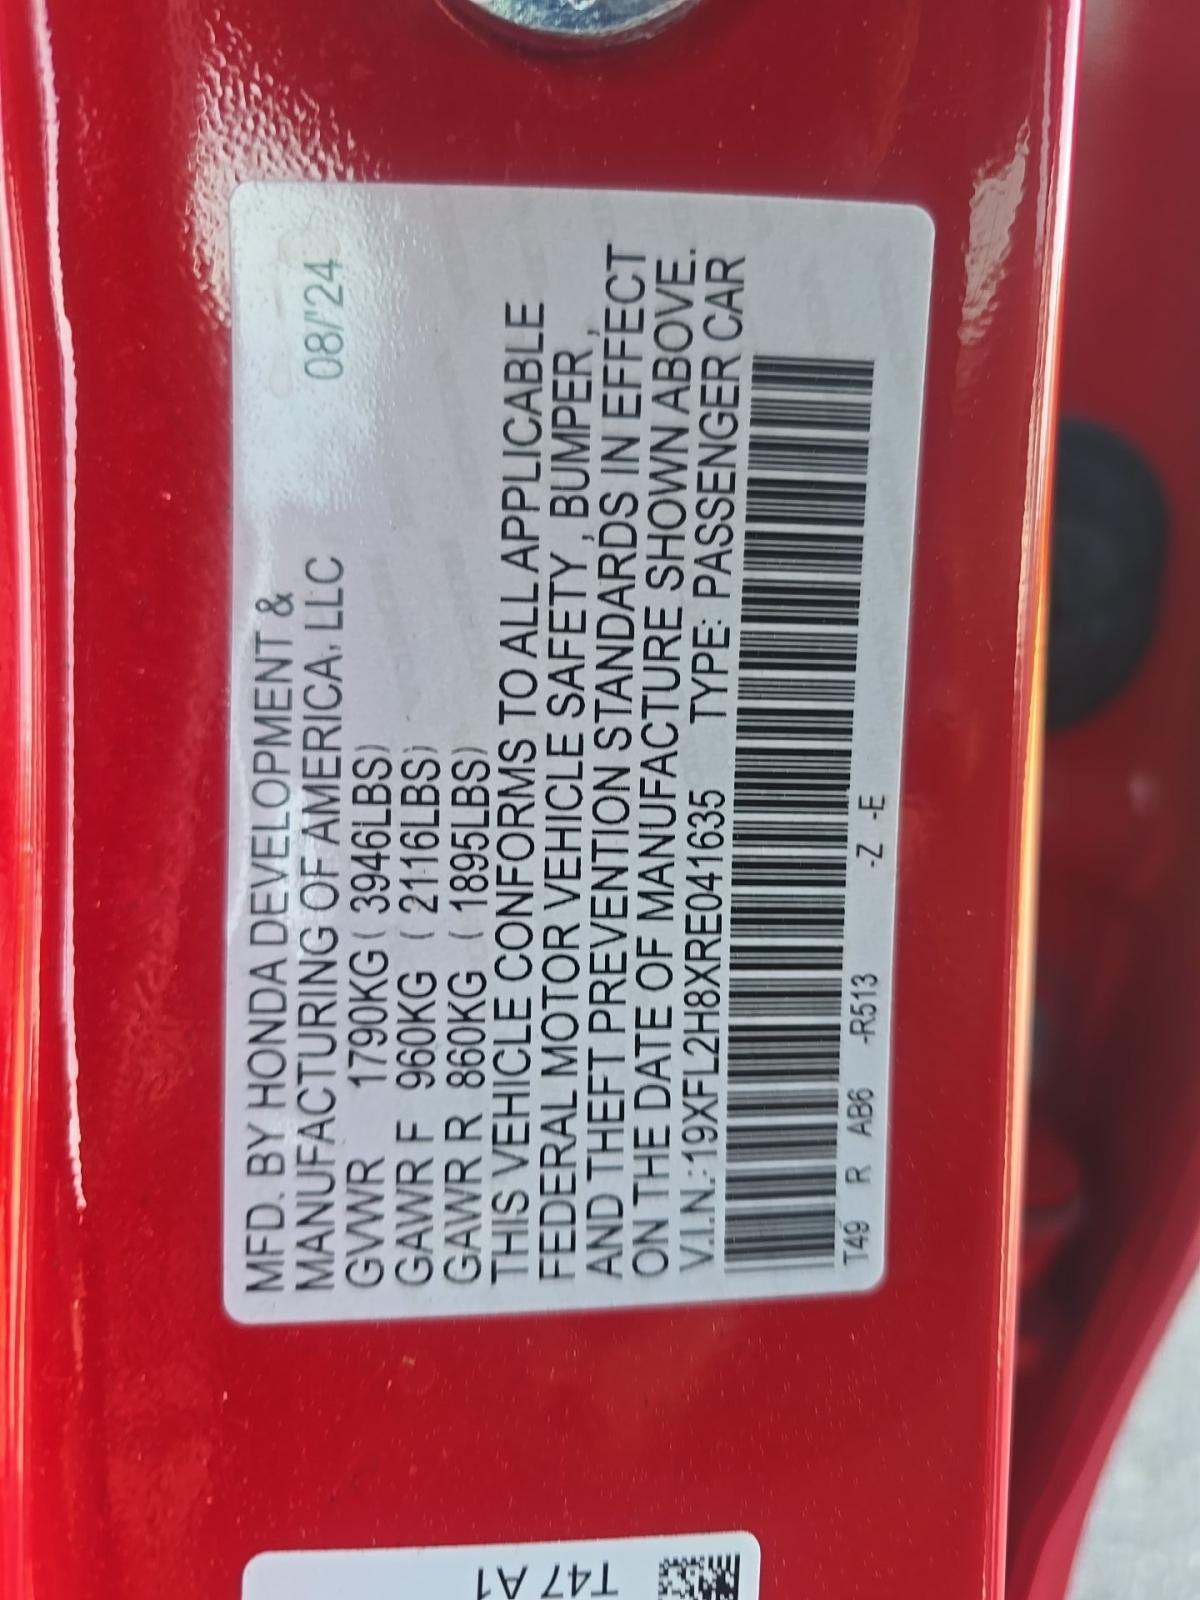 MFD. BY HONDA DEVELOPMENT &
MANUFACTURING OF AMERICA, LLC 08/'24
GVWR 1790KG ( 3946LBS)
GAWR F 960KG ( 2116LBS)
GAWR R 860KG ( 1895LBS)
THIS VEHICLE CONFORMS TO ALL APPLICABLE
FEDERAL MOTOR VEHICLE SAFETY , BUMPER ,
AND THEFT PREVENTION STANDARDS IN EFFECT
ON THE DATE OF MANUFACTURE SHOWN ABOVE.
V.I.N.:19XFL2H8XRE041635 TYPE: PASSENGER CAR
T49 R AB6 -R513 -Z -E
T47 A1